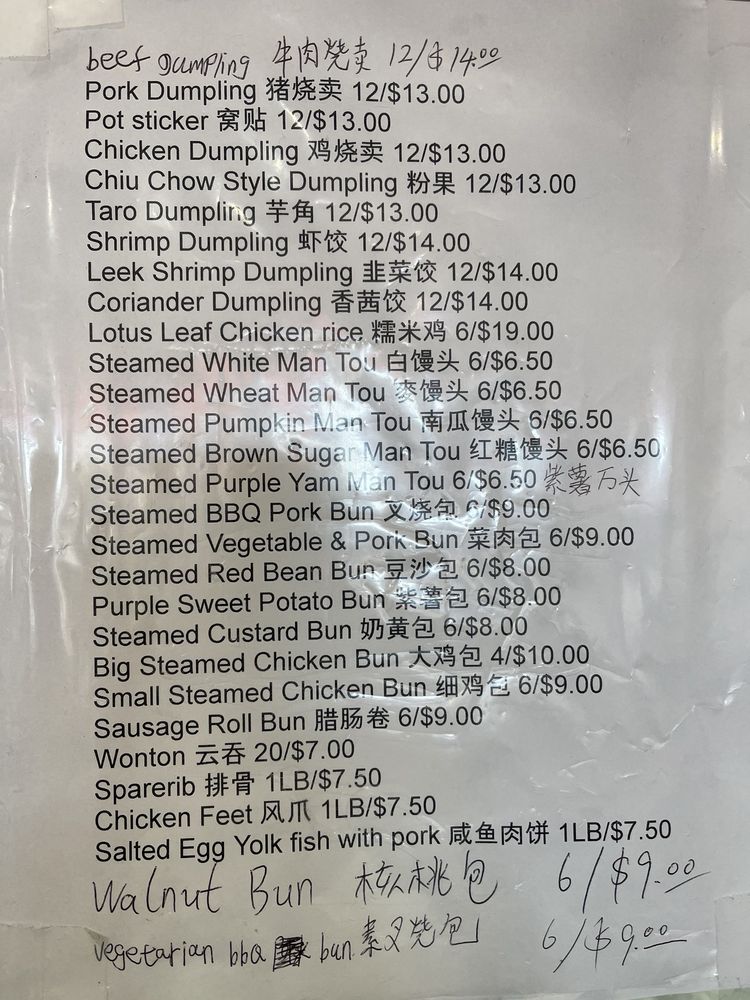 beef dumpling 牛肉烧卖 12/$14.00
Pork Dumpling 猪烧卖 12/$13.00
Pot sticker 窝贴 12/$13.00
Chicken Dumpling 鸡烧卖 12/$13.00
Chiu Chow Style Dumpling 粉果 12/$13.00
Taro Dumpling 芋角 12/$13.00
Shrimp Dumpling 虾饺 12/$14.00
Leek Shrimp Dumpling 韭菜饺 12/$14.00
Coriander Dumpling 香茜饺 12/$14.00
Lotus Leaf Chicken rice 糯米鸡 6/$19.00
Steamed White Man Tou 白馒头 6/$6.50
Steamed Wheat Man Tou 麥馒头 6/$6.50
Steamed Pumpkin Man Tou 南瓜馒头 6/$6.50
Steamed Brown Sugar Man Tou 红糖馒头 6/$6.50
Steamed Purple Yam Man Tou 6/$6.50 紫薯万头
Steamed BBQ Pork Bun 叉烧包 6/$9.00
Steamed Vegetable & Pork Bun 菜肉包 6/$9.00
Steamed Red Bean Bun 豆沙包 6/$8.00
Purple Sweet Potato Bun 紫薯包 6/$8.00
Steamed Custard Bun 奶黄包 6/$8.00
Big Steamed Chicken Bun 大鸡包 4/$10.00
Small Steamed Chicken Bun 细鸡包 6/$9.00
Sausage Roll Bun 腊肠卷 6/$9.00
Wonton 云吞 20/$7.00
Sparerib 排骨 1LB/$7.50
Chicken Feet 风爪 1LB/$7.50
Salted Egg Yolk fish with pork 咸鱼肉饼 1LB/$7.50
Walnut Bun 核桃包 6/$9.00
vegetarian bbq bun 素叉烧包 6/$9.00